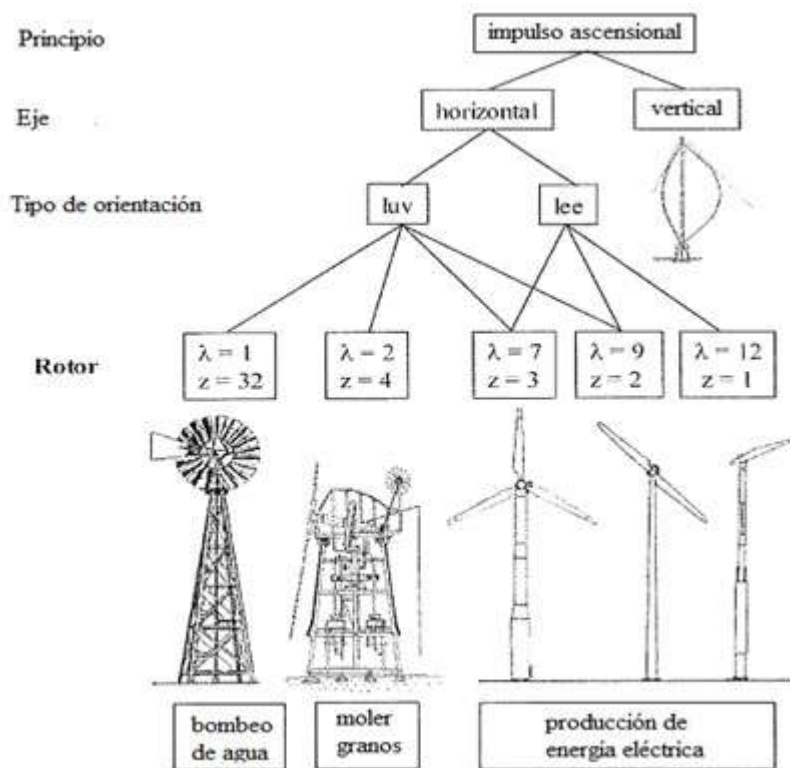 Principio
impulso ascensional
Eje
horizontal
vertical
Tipo de orientación
luv
lee
Rotor
λ = 1
z = 32
λ = 2
z = 4
λ = 7
z = 3
λ = 9
z = 2
λ = 12
z = 1
bombeo
de agua
moler
granos
producción de
energía eléctrica